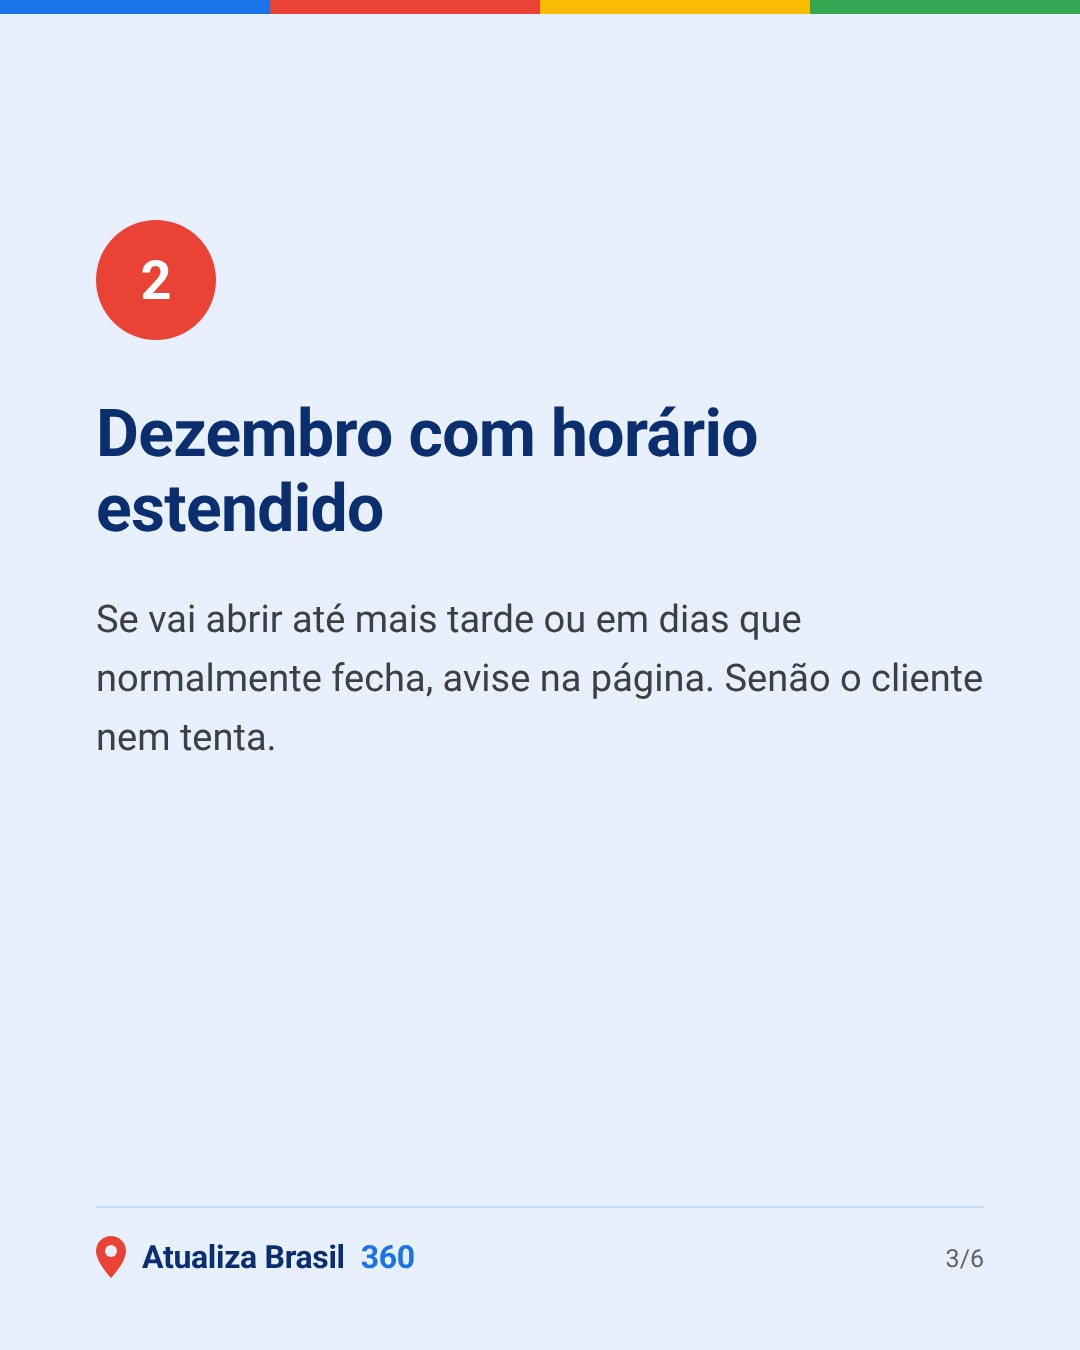 2
Dezembro com horário
estendido
Se vai abrir até mais tarde ou em dias que
normalmente fecha, avise na página. Senão o cliente
nem tenta.
Atualiza Brasil 360
3/6